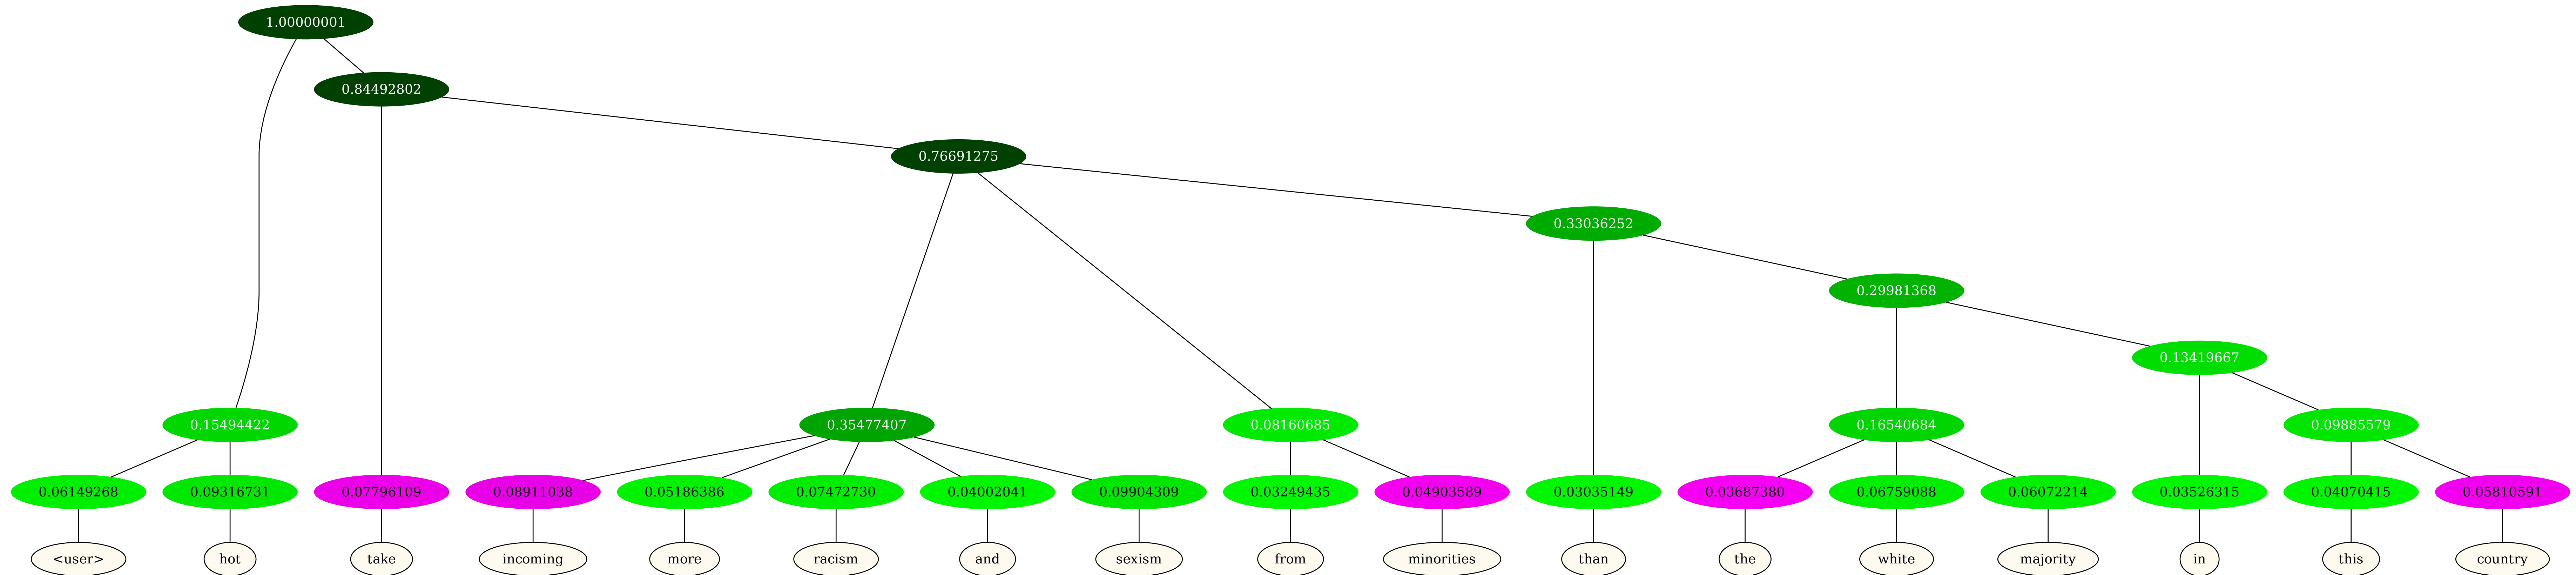 1.00000001
0.84492802
0.76691275
0.33036252
0.29981368
0.13419667
0.15494422 0.35477407 0.08160685 0.16540684 0.09885579
0.06149268 0.09316731 0.07796109 0.08911038 0.05186386 0.07472730 0.04002041 0.09904309 0.03249435 0.04903589 0.03035149 0.03687380 0.06759088 0.06072214 0.03526315 0.04070415 0.05810591
<user> hot take incoming more racism and sexism from minorities than the white majority in this country